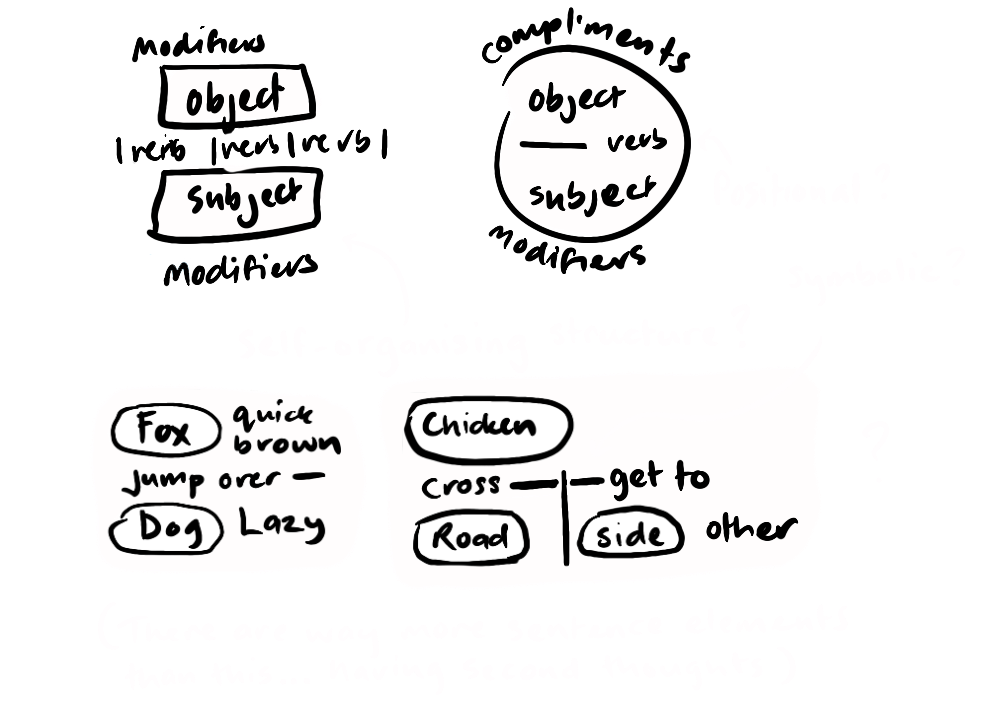 Modifiers
object
|verb |verb|verb|
Subject
Modifiers
compliments
object
— verb
subject
modifiers
Fox quick
brown
Jump over —
Dog Lazy
Chicken
cross — | — get to
Road side other